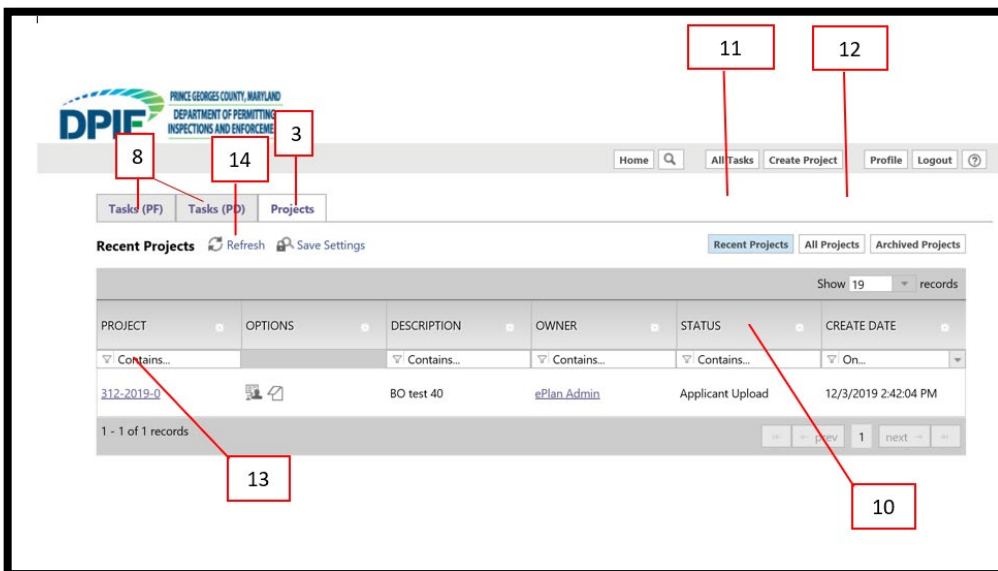 11
12
PRINCE GEORGES COUNTY, MARYLAND
DEPARTMENT OF PERMITTING
INSPECTIONS AND ENFORCEME
DPIE
3
8
14
Home All Tasks Create Project Profile Logout ?
Tasks (PF) Tasks (PD) Projects
Recent Projects Refresh Save Settings Recent Projects All Projects Archived Projects
Show 19 records
PROJECT OPTIONS DESCRIPTION OWNER STATUS CREATE DATE
Contains... Contains... Contains... Contains... On...
312-2019-0 BO test 40 ePlan Admin Applicant Upload 12/3/2019 2:42:04 PM
1 - 1 of 1 records prev 1 next
13
10